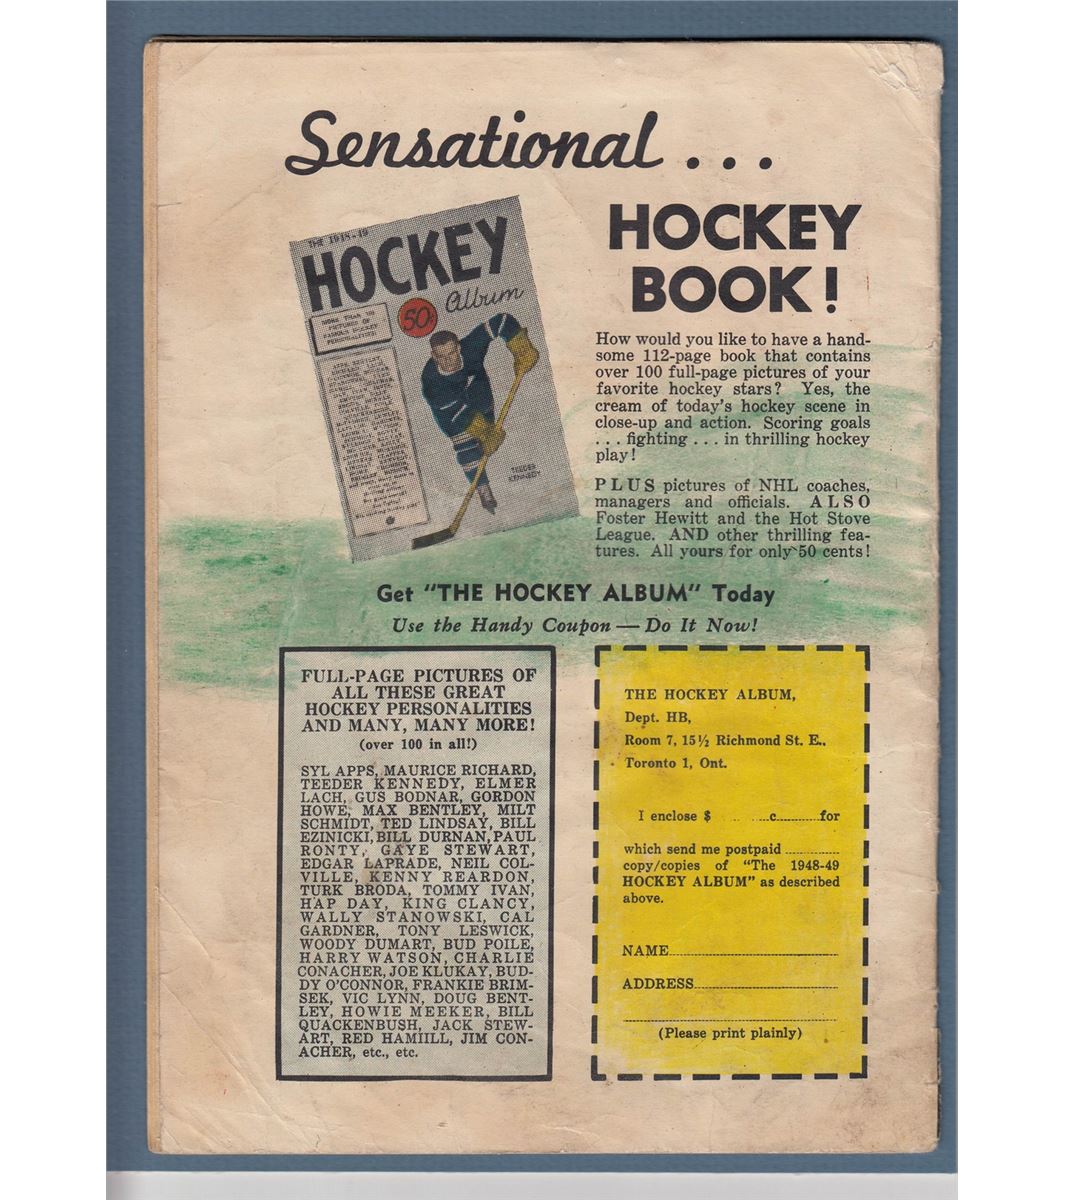 Sensational . . .
HOCKEY
BOOK!
THE 1948-49
HOCKEY
Album
50¢
MORE THAN 100
PICTURES OF
FAMOUS HOCKEY
PERSONALITIES!
TEEDER
KENNEDY
How would you like to have a hand-
some 112-page book that contains
over 100 full-page pictures of your
favorite hockey stars? Yes, the
cream of today's hockey scene in
close-up and action. Scoring goals
. . . fighting . . . in thrilling hockey
play!
PLUS pictures of NHL coaches,
managers and officials. ALSO
Foster Hewitt and the Hot Stove
League. AND other thrilling fea-
tures. All yours for only 50 cents!
Get "THE HOCKEY ALBUM" Today
Use the Handy Coupon — Do It Now!
FULL-PAGE PICTURES OF
ALL THESE GREAT
HOCKEY PERSONALITIES
AND MANY, MANY MORE!
(over 100 in all!)
SYL APPS, MAURICE RICHARD,
TEEDER KENNEDY, ELMER
LACH, GUS BODNAR, GORDON
HOWE, MAX BENTLEY, MILT
SCHMIDT, TED LINDSAY, BILL
EZINICKI, BILL DURNAN, PAUL
RONTY, GAYE STEWART,
EDGAR LAPRADE, NEIL COL-
VILLE, KENNY REARDON,
TURK BRODA, TOMMY IVAN,
HAP DAY, KING CLANCY,
WALLY STANOWSKI, CAL
GARDNER, TONY LESWICK,
WOODY DUMART, BUD POILE,
HARRY WATSON, CHARLIE
CONACHER, JOE KLUKAY, BUD-
DY O'CONNOR, FRANKIE BRIM-
SEK, VIC LYNN, DOUG BENT-
LEY, HOWIE MEEKER, BILL
QUACKENBUSH, JACK STEW-
ART, RED HAMIILL, JIM CON-
ACHER, etc., etc.
THE HOCKEY ALBUM,
Dept. HB,
Room 7, 15½ Richmond St. E.,
Toronto 1, Ont.
I enclose $ ........c..........for
which send me postpaid ............
copy/copies of "The 1948-49
HOCKEY ALBUM" as described
above.
NAME
ADDRESS
(Please print plainly)